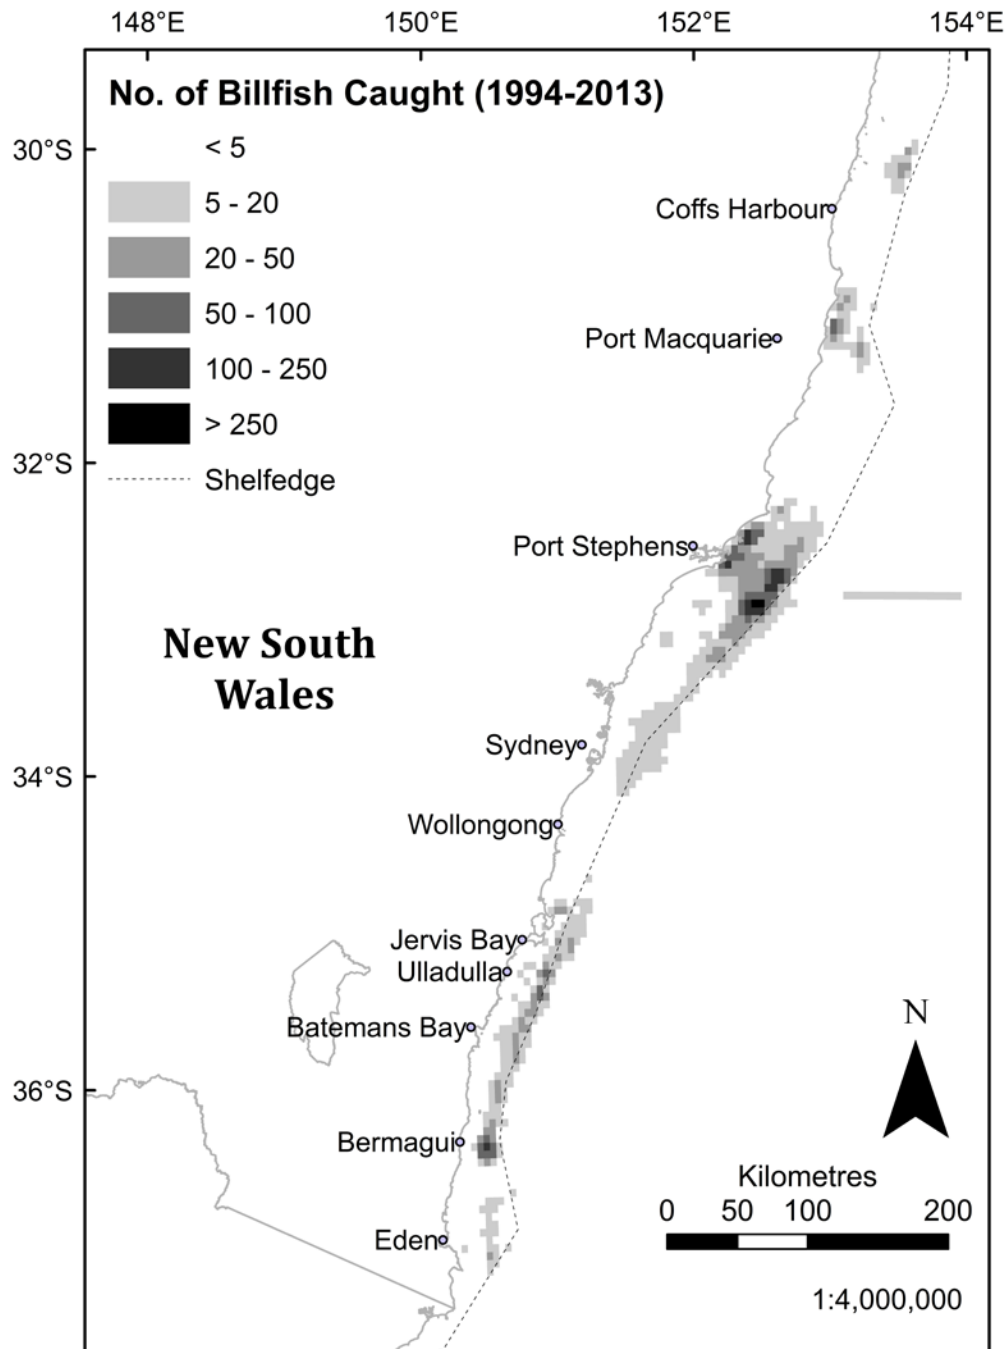 148°E 150°E 152°E 154°E
No. of Billfish Caught (1994-2013)
< 5
30°S
5 - 20
Coffs Harbour
20 - 50
50 - 100
Port Macquarie
100 - 250
> 250
32°S
Shelfedge
Port Stephens
New South
Wales
Sydney
34°S
Wollongong
Jervis Bay
Ulladulla
N
Batemans Bay
36°S
Bermagui
Kilometres
0 50 100 200
Eden
1:4,000,000